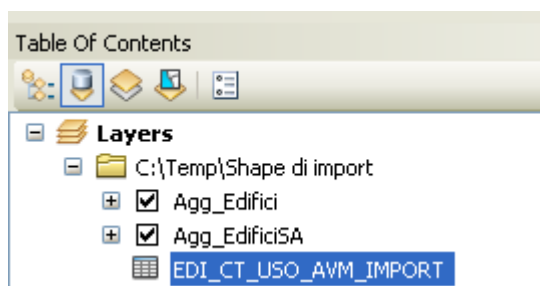 Table Of Contents
Layers
C:\Temp\Shape di import
Agg_Edifici
Agg_EdificiSA
EDI_CT_USO_AVM_IMPORT